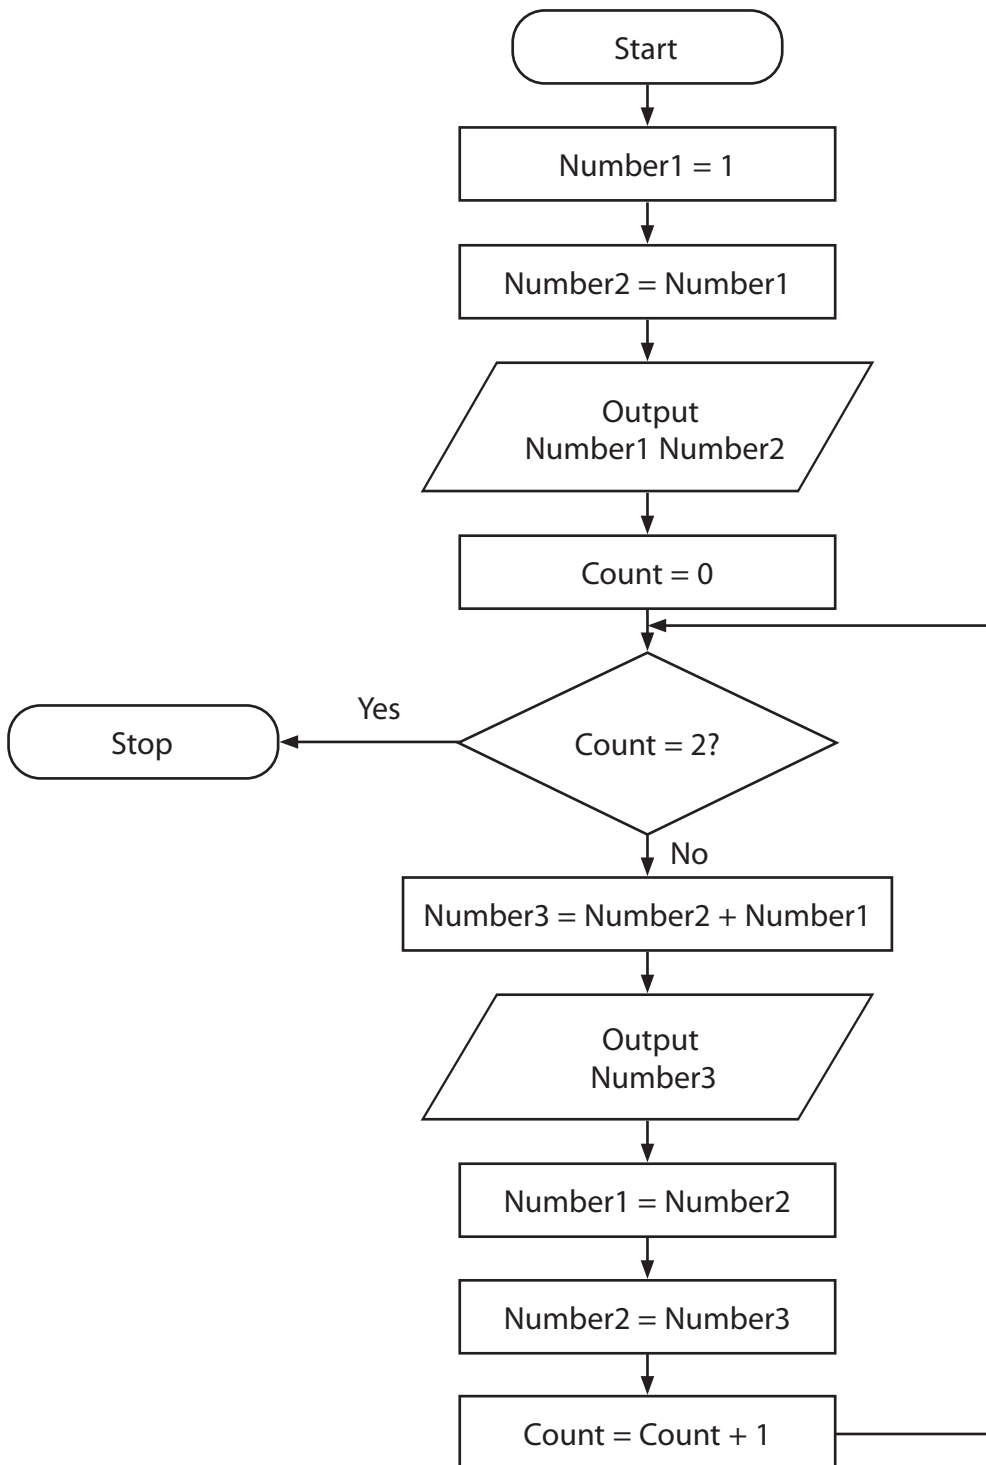 Start
Number1 = 1
Number2 = Number1
Output
Number1 Number2
Count = 0
Yes
Stop
Count = 2?
No
Number3 = Number2 + Number1
Output
Number3
Number1 = Number2
Number2 = Number3
Count = Count + 1